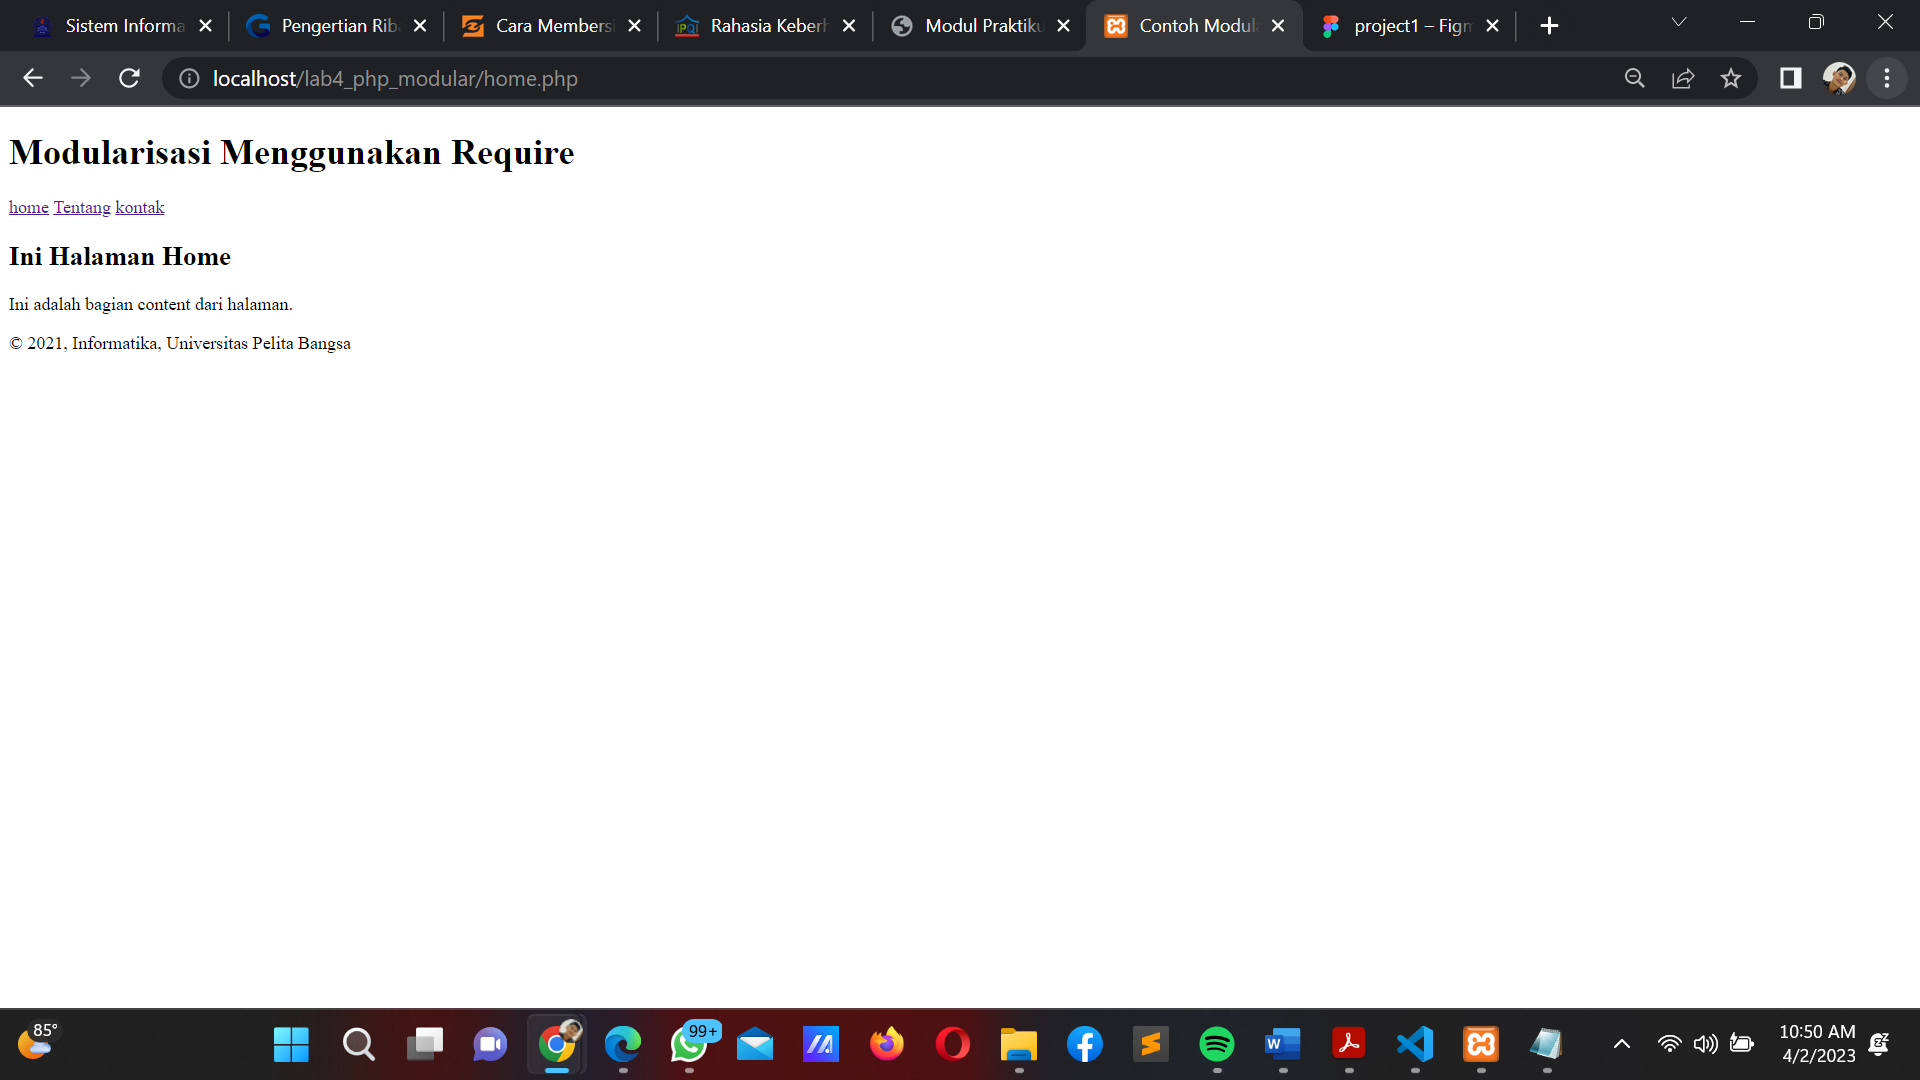 Sistem Informa
Pengertian Rib
Cara Membersi
Rahasia Keberh
Modul Praktiku
Contoh Modul
project1 – Figm
localhost/lab4_php_modular/home.php
Modularisasi Menggunakan Require
home Tentang kontak
Ini Halaman Home
Ini adalah bagian content dari halaman.
© 2021, Informatika, Universitas Pelita Bangsa
85°
99+
10:50 AM
4/2/2023